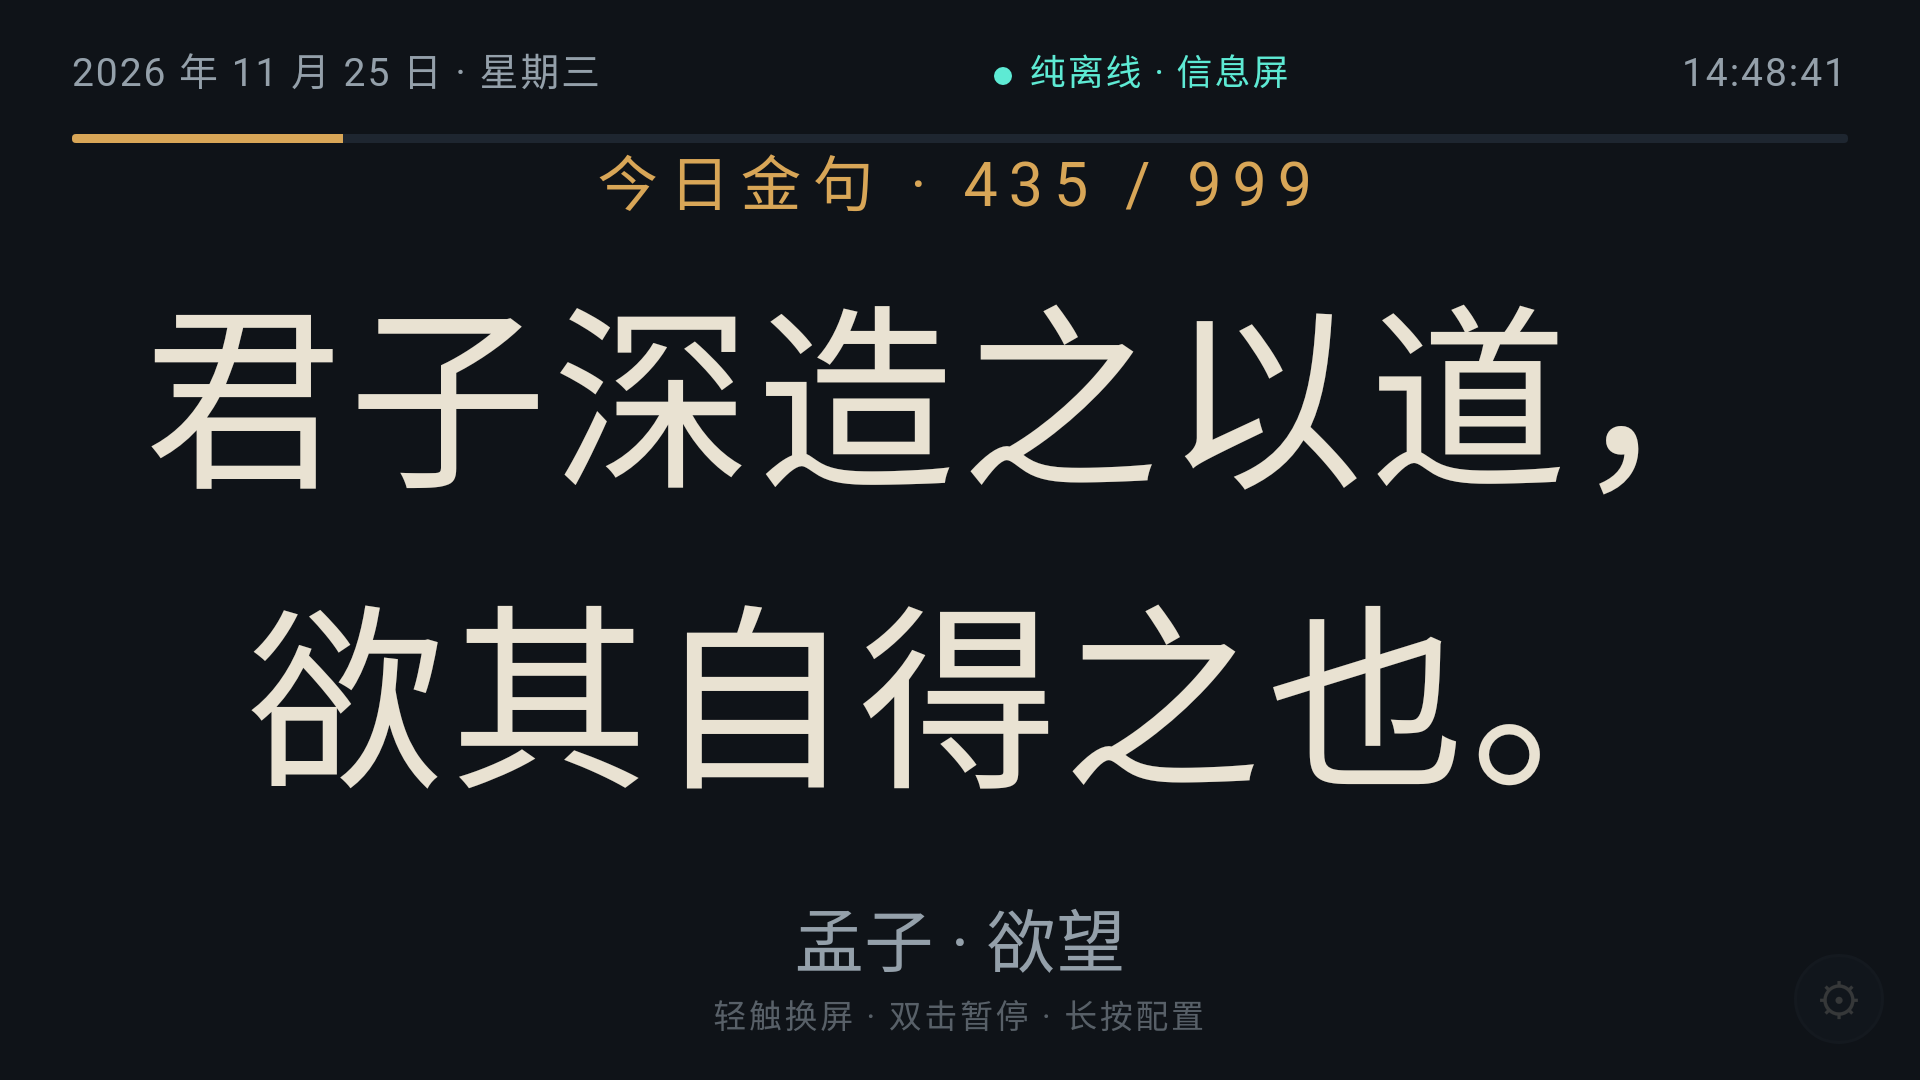 2026 年 11 月 25 日 · 星期三
纯离线 · 信息屏
14:48:41
今日金句 · 435 / 999
君子深造之以道，
欲其自得之也。
孟子 · 欲望
轻触换屏 · 双击暂停 · 长按配置